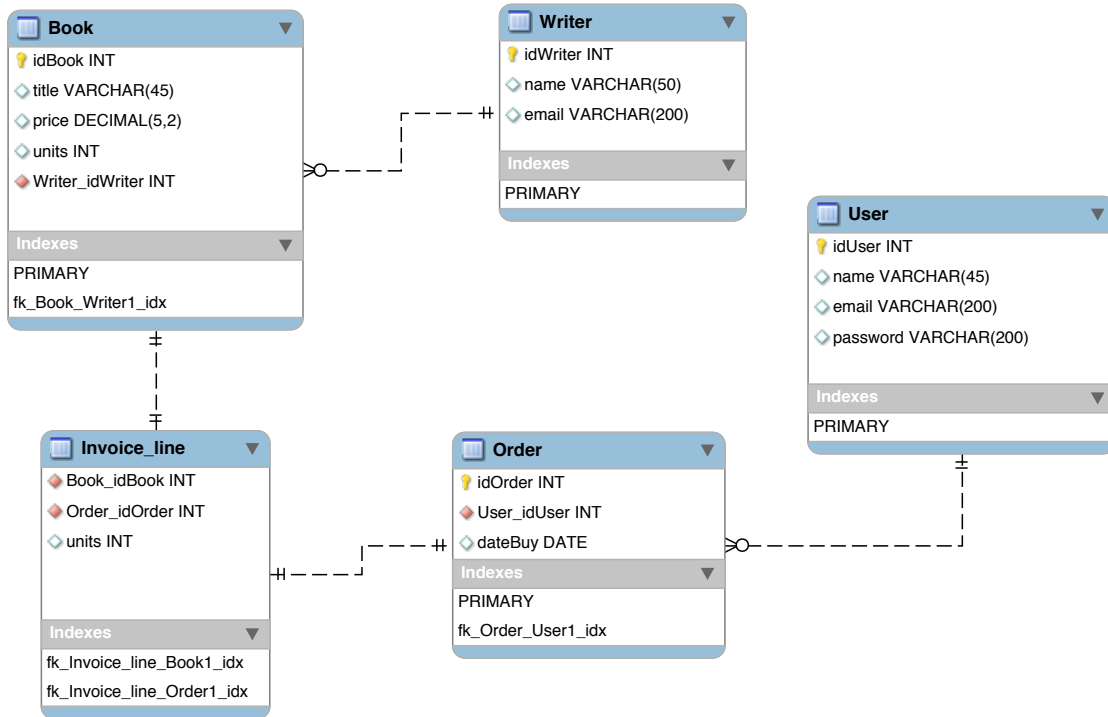 Book
idBook INT
title VARCHAR(45)
price DECIMAL(5,2)
units INT
Writer_idWriter INT
Indexes
PRIMARY
fk_Book_Writer1_idx
Writer
idWriter INT
name VARCHAR(50)
email VARCHAR(200)
Indexes
PRIMARY
User
idUser INT
name VARCHAR(45)
email VARCHAR(200)
password VARCHAR(200)
Indexes
PRIMARY
Invoice_line
Book_idBook INT
Order_idOrder INT
units INT
Indexes
fk_Invoice_line_Book1_idx
fk_Invoice_line_Order1_idx
Order
idOrder INT
User_idUser INT
dateBuy DATE
Indexes
PRIMARY
fk_Order_User1_idx